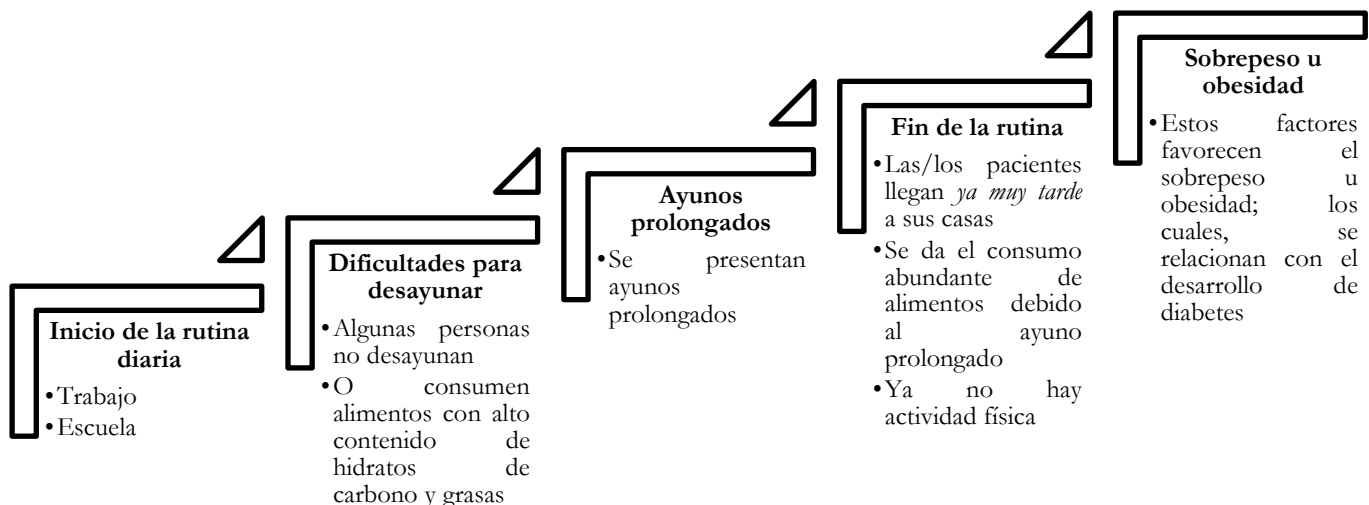 Inicio de la rutina
diaria
•Trabajo
•Escuela
Dificultades para
desayunar
•Algunas personas
no desayunan
•O consumen
alimentos con alto
contenido de
hidratos de
carbono y grasas
Ayunos
prolongados
•Se presentan
ayunos
prolongados
Fin de la rutina
•Las/los pacientes
llegan ya muy tarde
a sus casas
•Se da el consumo
abundante de
alimentos debido
al ayuno
prolongado
•Ya no hay
actividad física
Sobrepeso u
obesidad
•Estos factores
favorecen el
sobrepeso u
obesidad; los
cuales, se
relacionan con el
desarrollo de
diabetes